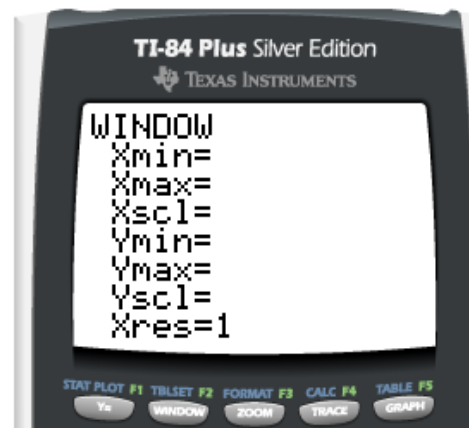 TI-84 Plus Silver Edition
TEXAS INSTRUMENTS
WINDOW
Xmin=
Xmax=
Xscl=
Ymin=
Ymax=
Yscl=
Xres=1
STAT PLOT F1 TBLSET F2 FORMAT F3 CALC F4 TABLE F5
Y= WINDOW ZOOM TRACE GRAPH